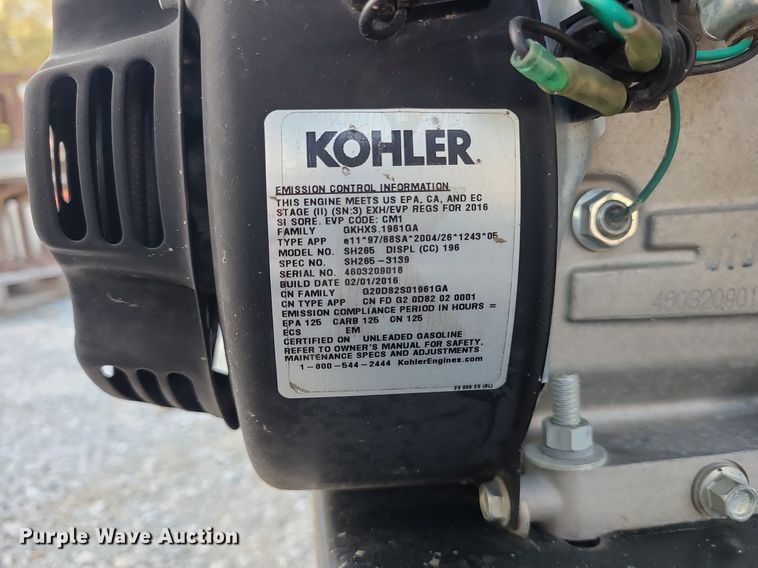 KOHLER
EMISSION CONTROL INFORMATION
THIS ENGINE MEETS US EPA, CA, AND EC
STAGE (II) (SN:3) EXH/EVP REGS FOR 2016
SI SORE. EVP CODE: CM1
FAMILY GKHXS.1961GA
TYPE APP e11*97/68SA*2004/26*1243*05
MODEL NO. SH265 DISPL (CC) 196
SPEC NO. SH265-3139
SERIAL NO. 4603209018
BUILD DATE 02/01/2016
CN FAMILY G20D82S01961GA
CN TYPE APP CN FD G2 0D82 02 0001
EMISSION COMPLIANCE PERIOD IN HOURS =
EPA 125 CARB 125 CN 125
ECS EM
CERTIFIED ON UNLEADED GASOLINE
REFER TO OWNER'S MANUAL FOR SAFETY,
MAINTENANCE SPECS AND ADJUSTMENTS
1-800-544-2444 KohlerEngines.com
460320901
Purple Wave Auction